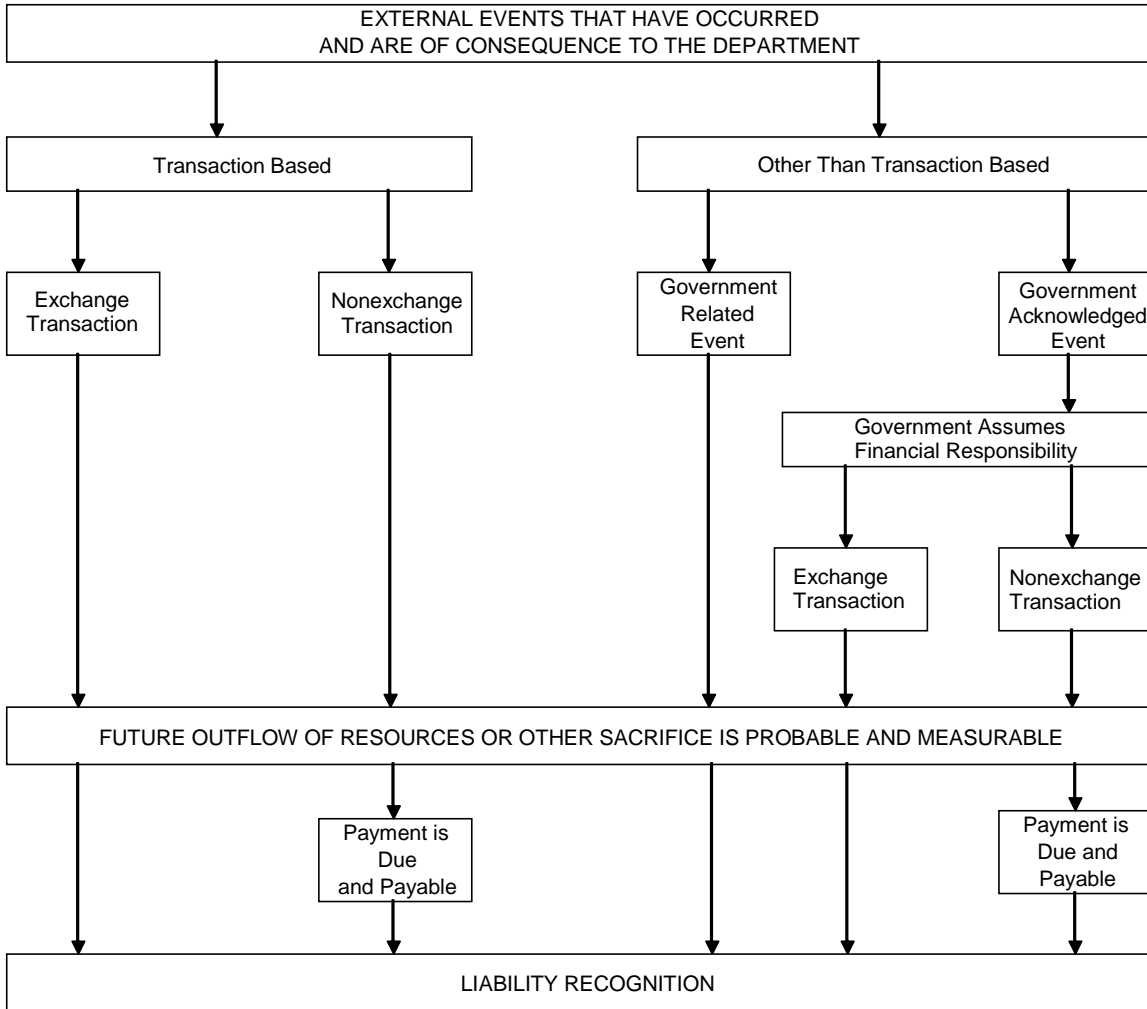 EXTERNAL EVENTS THAT HAVE OCCURRED
AND ARE OF CONSEQUENCE TO THE DEPARTMENT
Transaction Based
Other Than Transaction Based
Exchange
Transaction
Nonexchange
Transaction
Government
Related
Event
Government
Acknowledged
Event
Government Assumes
Financial Responsibility
Exchange
Transaction
Nonexchange
Transaction
FUTURE OUTFLOW OF RESOURCES OR OTHER SACRIFICE IS PROBABLE AND MEASURABLE
Payment is
Due
and Payable
Payment is
Due and
Payable
LIABILITY RECOGNITION